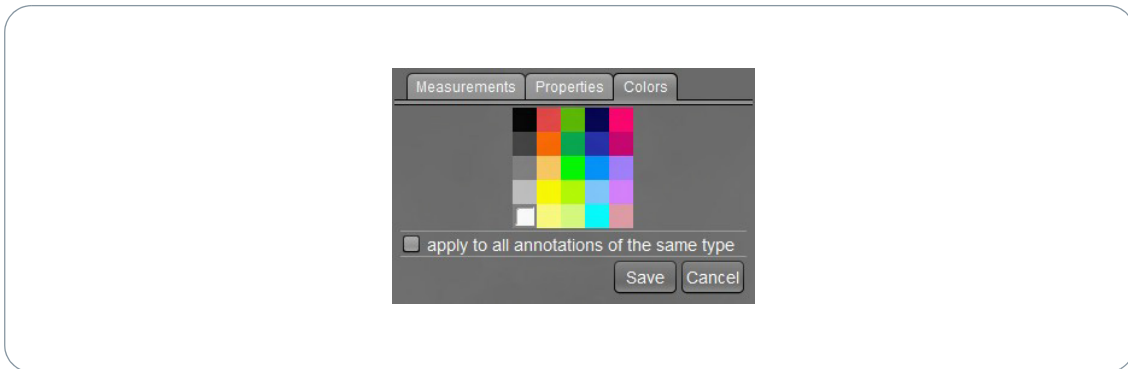 Measurements Properties Colors
apply to all annotations of the same type
Save Cancel